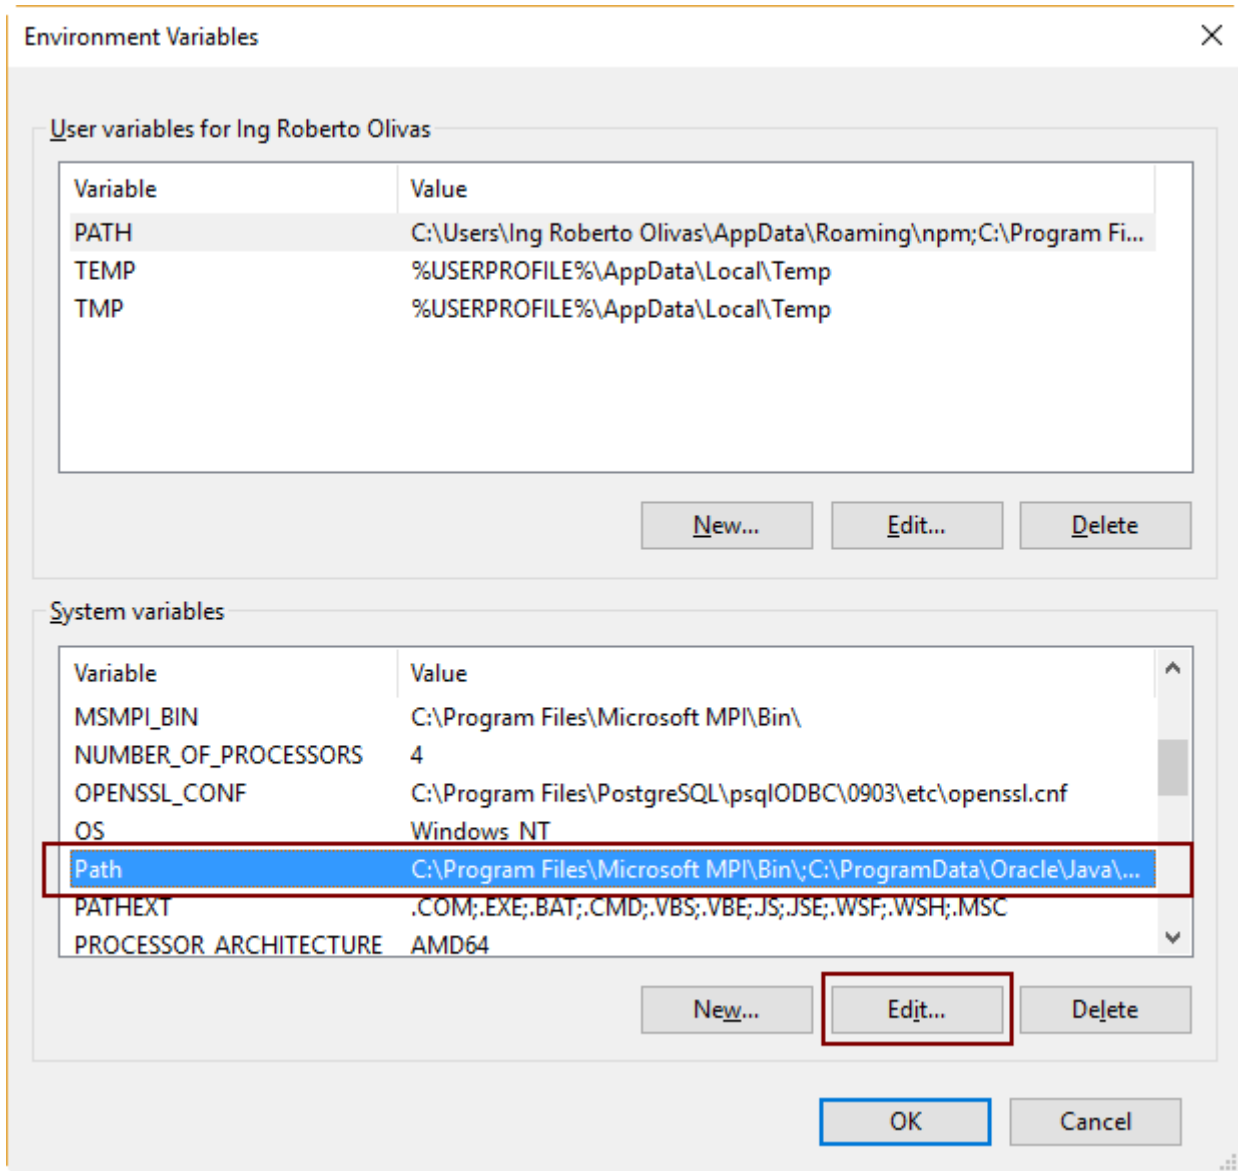 Environment Variables
User variables for Ing Roberto Olivas
Variable Value
PATH C:\Users\Ing Roberto Olivas\AppData\Roaming\npm;C:\Program Fi...
TEMP %USERPROFILE%\AppData\Local\Temp
TMP %USERPROFILE%\AppData\Local\Temp
New... Edit... Delete
System variables
Variable Value
MSMPI_BIN C:\Program Files\Microsoft MPI\Bin\
NUMBER_OF_PROCESSORS 4
OPENSSL_CONF C:\Program Files\PostgreSQL\psqlODBC\0903\etc\openssl.cnf
OS Windows_NT
Path C:\Program Files\Microsoft MPI\Bin\;C:\ProgramData\Oracle\Java\...
PATHEXT .COM;.EXE;.BAT;.CMD;.VBS;.VBE;.JS;.JSE;.WSF;.WSH;.MSC
PROCESSOR_ARCHITECTURE AMD64
New... Edit... Delete
OK Cancel